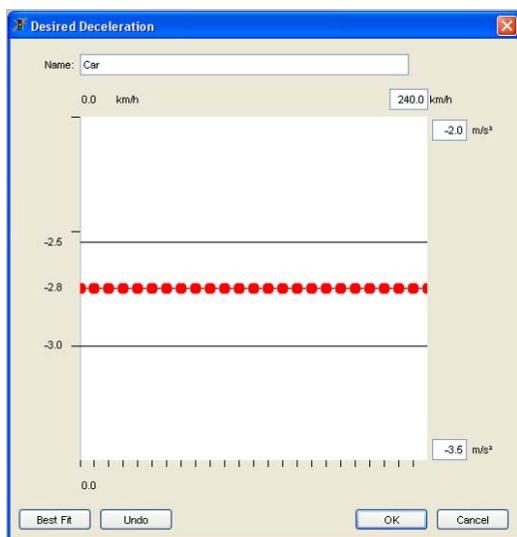 Desired Deceleration
Name: Car
0.0 km/h 240.0 km/h
-2.0 m/s²
-2.5
-2.8
-3.0
-3.5 m/s²
0.0
Best Fit Undo OK Cancel